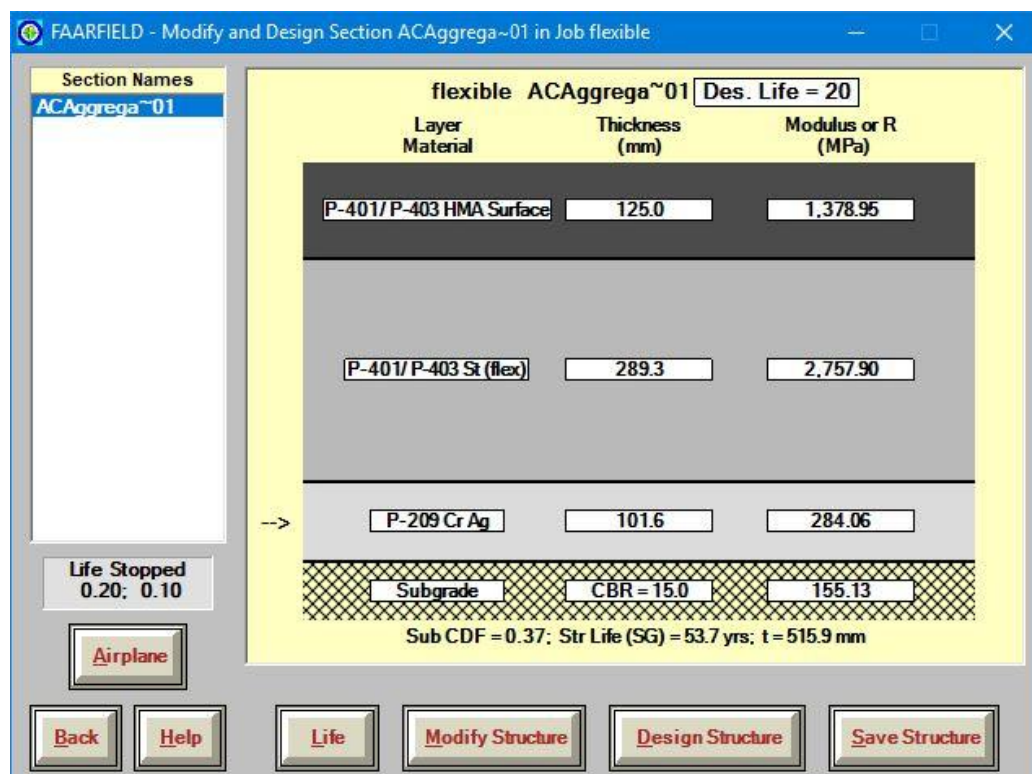 FAARFIELD - Modify and Design Section ACAggrega~01 in Job flexible
Section Names
ACAggrega~01
flexible ACAggrega~01 Des. Life = 20
Layer Material Thickness (mm) Modulus or R (MPa)
P-401/ P-403 HMA Surface 125.0 1,378.95
P-401/ P-403 St (flex) 289.3 2,757.90
--> P-209 Cr Ag 101.6 284.06
Subgrade CBR = 15.0 155.13
Sub CDF = 0.37; Str Life (SG) = 53.7 yrs; t = 515.9 mm
Life Stopped
0.20; 0.10
Airplane
Back Help Life Modify Structure Design Structure Save Structure